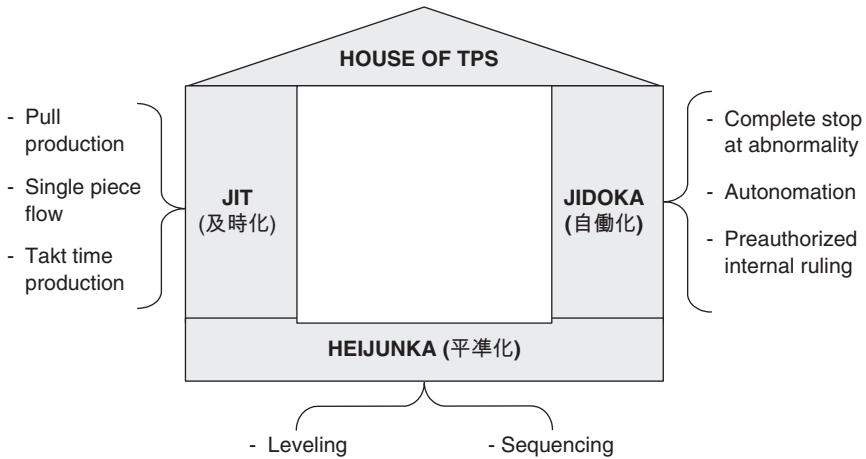 HOUSE OF TPS
- Pull
production
- Single piece
flow
- Takt time
production
JIT
(及時化)
JIDOKA
(自働化)
- Complete stop
at abnormality
- Autonomation
- Preauthorized
internal ruling
HEIJUNKA (平準化)
- Leveling
- Sequencing